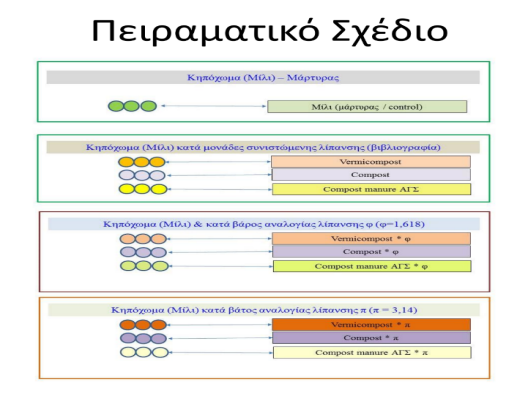 Πειραματικό Σχέδιο
Κηπόχωμα (Μίλι) – Μάρτυρας
Μίλι (μάρτυρας / control)
Κηπόχωμα (Μίλι) κατά μονάδες συνιστώμενης λίπανσης (βιβλιογραφία)
Vermicompost
Compost
Compost manure ΑΓΣ
Κηπόχωμα (Μίλι) & κατά βάρος αναλογίας λίπανσης φ (φ=1,618)
Vermicompost * φ
Compost * φ
Compost manure ΑΓΣ * φ
Κηπόχωμα (Μίλι) κατά βάτος αναλογίας λίπανσης π (π = 3,14)
Vermicompost * π
Compost * π
Compost manure ΑΓΣ * π